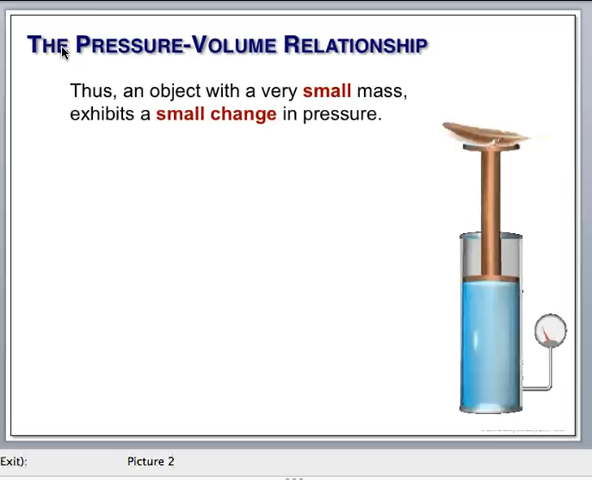 THE PRESSURE-VOLUME RELATIONSHIP
Thus, an object with a very small mass,
exhibits a small change in pressure.
Exit): Picture 2